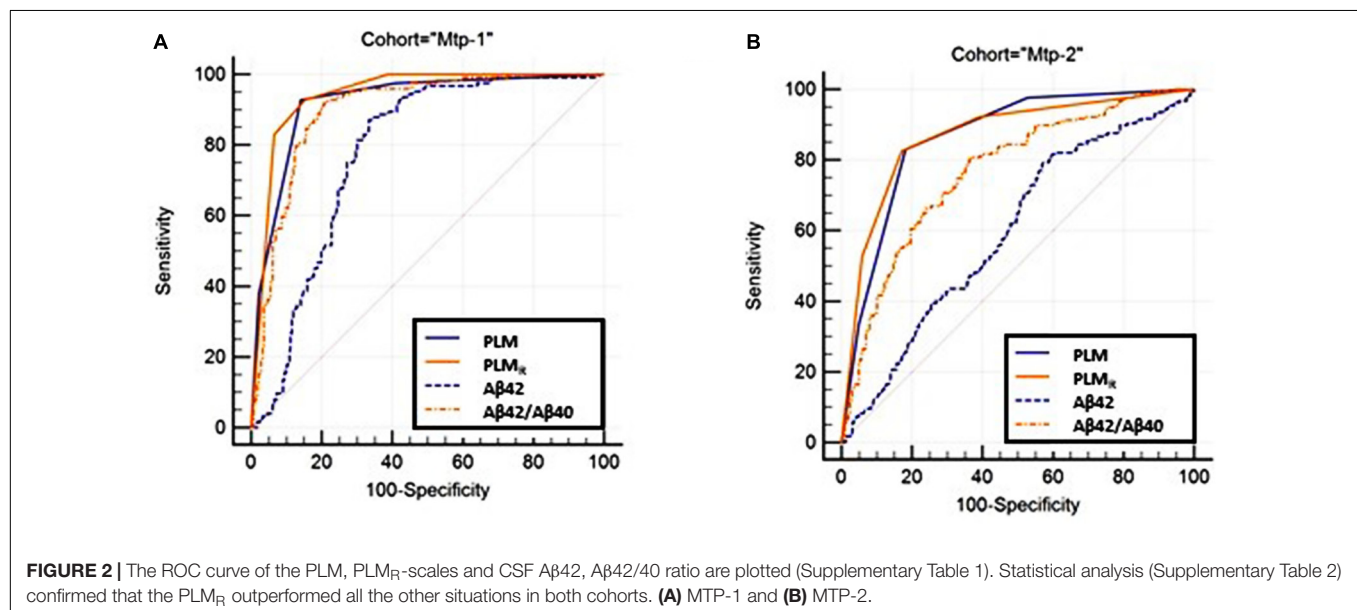 A
Cohort="Mtp-1"
100
80
60
40
20
0
Sensitivity
0 20 40 60 80 100
100-Specificity
PLM
PLMR
Aβ42
Aβ42/Aβ40
B
Cohort="Mtp-2"
100
80
60
40
20
0
Sensitivity
0 20 40 60 80 100
100-Specificity
PLM
PLMR
Aβ42
Aβ42/Aβ40
FIGURE 2 | The ROC curve of the PLM, PLMR-scales and CSF Aβ42, Aβ42/40 ratio are plotted (Supplementary Table 1). Statistical analysis (Supplementary Table 2)
confirmed that the PLMR outperformed all the other situations in both cohorts. (A) MTP-1 and (B) MTP-2.